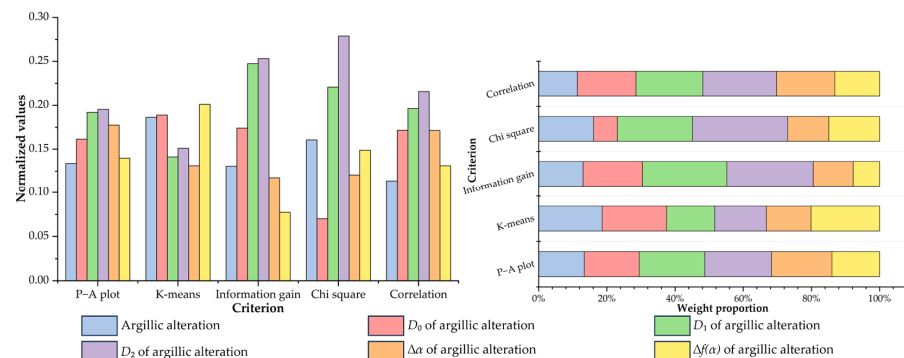 0.30
0.25
0.20
0.15
0.10
0.05
0.00
Normalized values
P−A plot K-means Information gain Chi square Correlation
Criterion
Correlation
Chi square
Information gain
K-means
P−A plot
Criterion
0% 20% 40% 60% 80% 100%
Weight proportion
Argillic alteration
D₀ of argillic alteration
D₁ of argillic alteration
D₂ of argillic alteration
Δα of argillic alteration
Δf(α) of argillic alteration